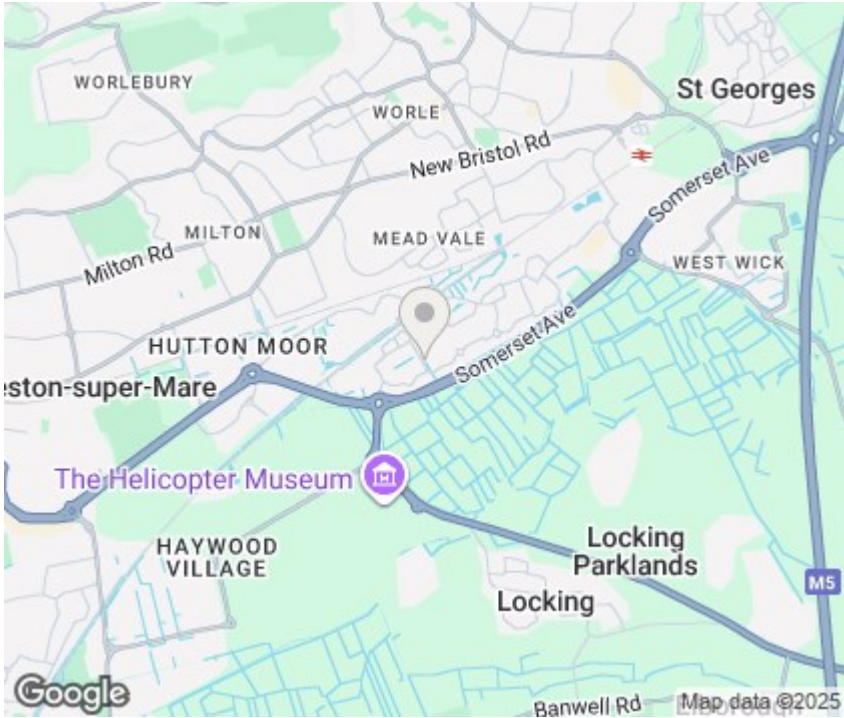 WORLEBURY
St Georges
WORLE
New Bristol Rd
Somerset Ave
MILTON
MEAD VALE
Milton Rd
WEST WICK
HUTTON MOOR
Somerset Ave
eston-super-Mare
The Helicopter Museum
HAYWOOD
VILLAGE
Locking
Parklands
M5
Locking
Google
Banwell Rd
Elborough
Map data ©2025